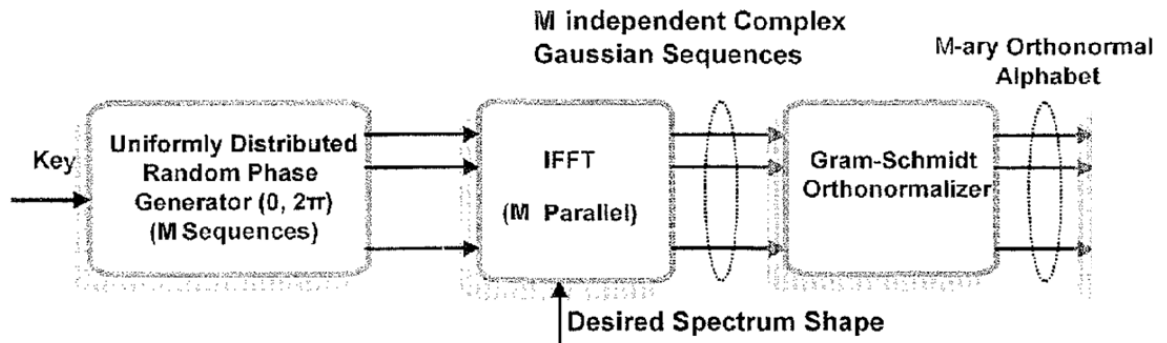 M independent Complex
Gaussian Sequences
M-ary Orthonormal
Alphabet
Key
Uniformly Distributed
Random Phase
Generator (0, 2π)
(M Sequences)
IFFT
(M Parallel)
Gram-Schmidt
Orthonormalizer
Desired Spectrum Shape